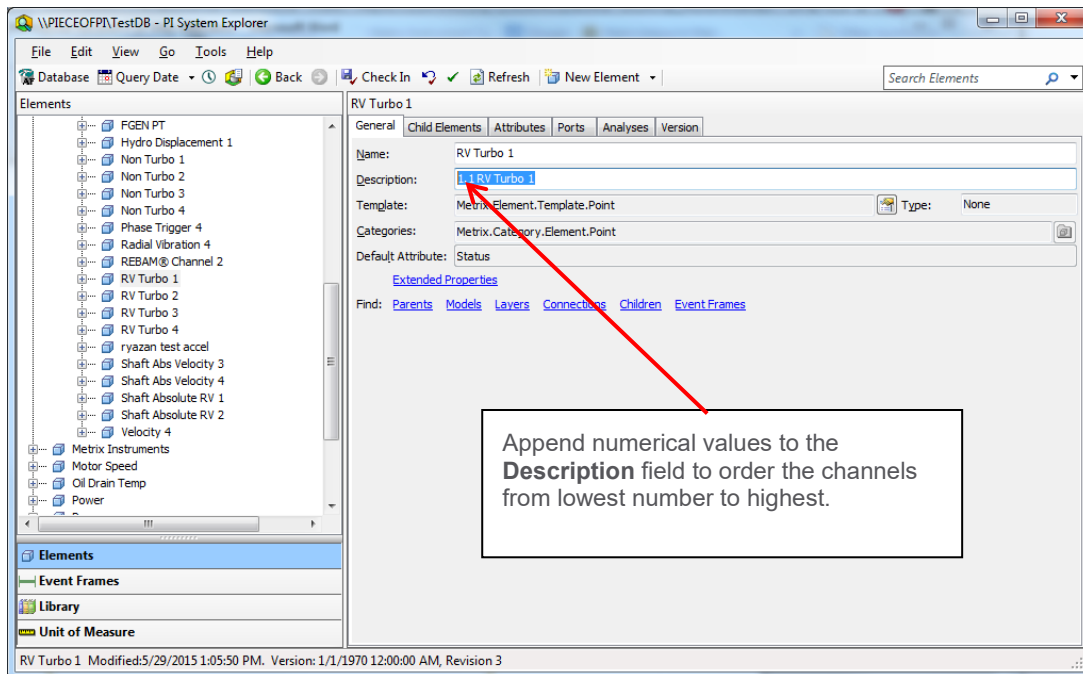 \\PIECEOFPI\TestDB - PI System Explorer
File Edit View Go Tools Help
Database Query Date Back Check In Refresh New Element Search Elements
Elements
FGEN PT
Hydro Displacement 1
Non Turbo 1
Non Turbo 2
Non Turbo 3
Non Turbo 4
Phase Trigger 4
Radial Vibration 4
REBAM® Channel 2
RV Turbo 1
RV Turbo 2
RV Turbo 3
RV Turbo 4
ryazan test accel
Shaft Abs Velocity 3
Shaft Abs Velocity 4
Shaft Absolute RV 1
Shaft Absolute RV 2
Velocity 4
Metrix Instruments
Motor Speed
Oil Drain Temp
Power
Elements
Event Frames
Library
Unit of Measure
RV Turbo 1
General Child Elements Attributes Ports Analyses Version
Name: RV Turbo 1
Description: 1.1 RV Turbo 1
Template: Metrix.Element.Template.Point Type: None
Categories: Metrix.Category.Element.Point
Default Attribute: Status
Extended Properties
Find: Parents Models Layers Connections Children Event Frames
Append numerical values to the
Description field to order the channels
from lowest number to highest.
RV Turbo 1 Modified:5/29/2015 1:05:50 PM. Version: 1/1/1970 12:00:00 AM, Revision 3